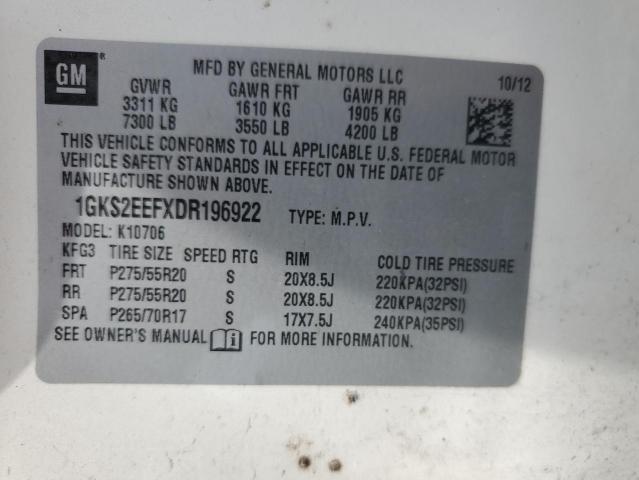 GM ®
MFD BY GENERAL MOTORS LLC
10/12
GVWR GAWR FRT GAWR RR
3311 KG 1610 KG 1905 KG
7300 LB 3550 LB 4200 LB
THIS VEHICLE CONFORMS TO ALL APPLICABLE U.S. FEDERAL MOTOR
VEHICLE SAFETY STANDARDS IN EFFECT ON THE DATE OF
MANUFACTURE SHOWN ABOVE.
1GKS2EEFXDR196922 TYPE: M.P.V.
MODEL: K10706
KFG3 TIRE SIZE SPEED RTG RIM COLD TIRE PRESSURE
FRT P275/55R20 S 20X8.5J 220KPA(32PSI)
RR P275/55R20 S 20X8.5J 220KPA(32PSI)
SPA P265/70R17 S 17X7.5J 240KPA(35PSI)
SEE OWNER'S MANUAL i FOR MORE INFORMATION.